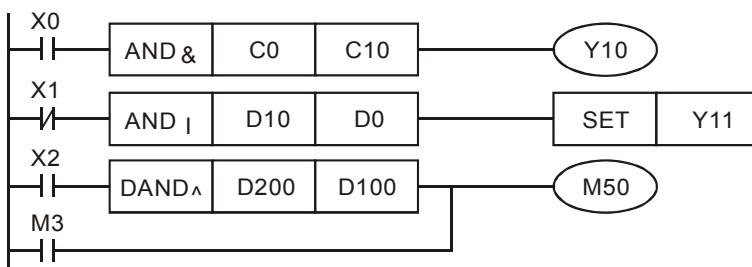 X0
AND & C0 C10 Y10
X1
AND | D10 D0 SET Y11
X2
DAND ^ D200 D100 M50
M3